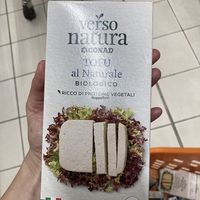 verso
natura
CONAD
TOFU
al Naturale
BIOLOGICO
RICCO DI PROTEINE VEGETALI